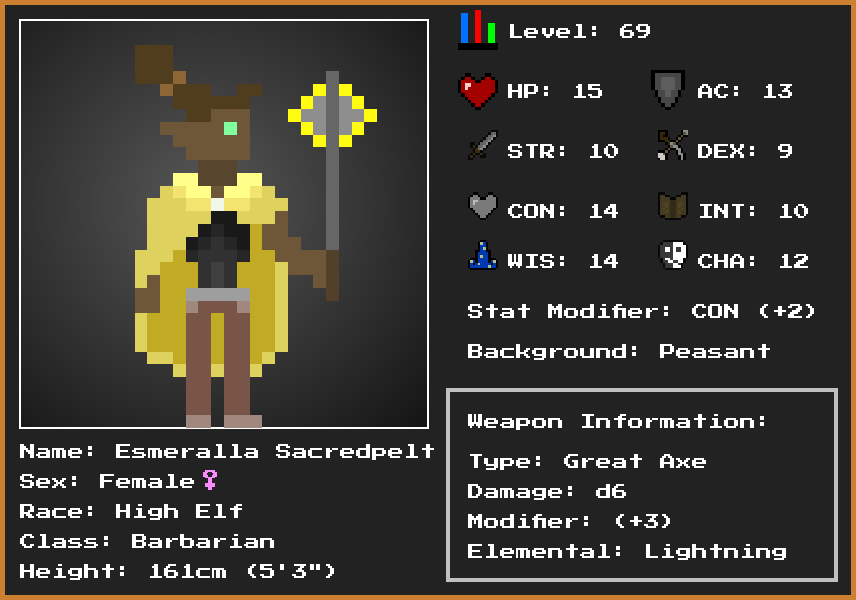 Level: 69
HP: 15
AC: 13
STR: 10
DEX: 9
CON: 14
INT: 10
WIS: 14
CHA: 12
Stat Modifier: CON (+2)
Background: Peasant
Weapon Information:
Type: Great Axe
Damage: d6
Modifier: (+3)
Elemental: Lightning
Name: Esmeralla Sacredpelt
Sex: Female♀
Race: High Elf
Class: Barbarian
Height: 161cm (5'3")